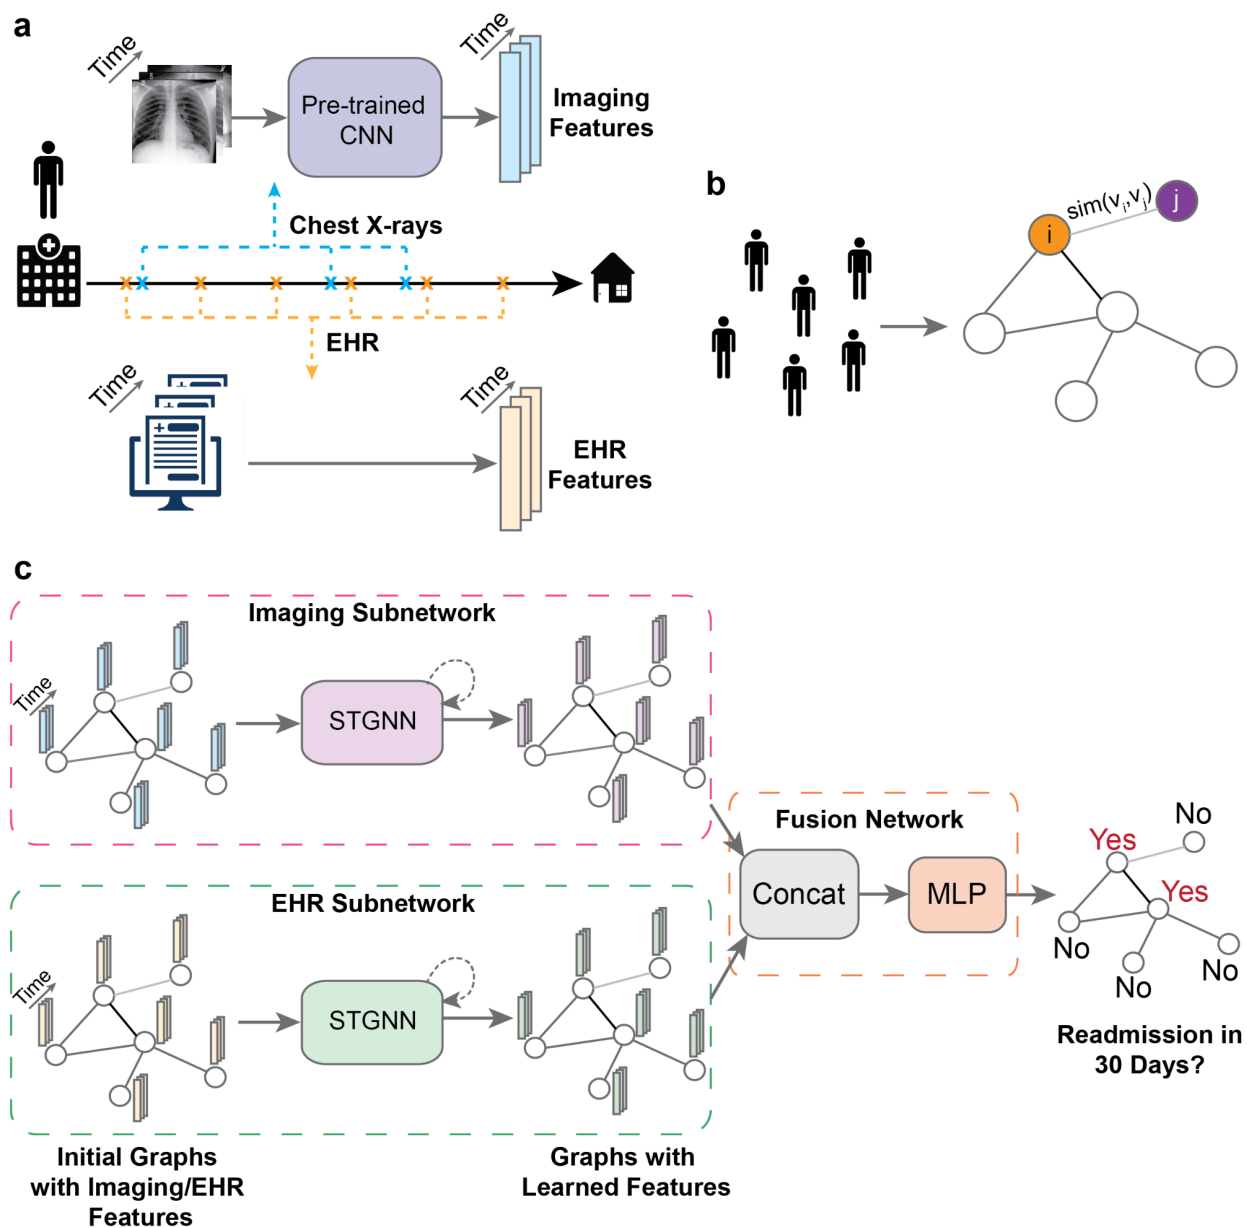 a
Time
Time
Pre-trained
CNN
Imaging
Features
Chest X-rays
x x x x x x x x x
EHR
Time
Time
EHR
Features
b
sim(vᵢ,vⱼ)
i
j
c
Imaging Subnetwork
Time
STGNN
EHR Subnetwork
Time
STGNN
Initial Graphs
with Imaging/EHR
Features
Graphs with
Learned Features
Fusion Network
Concat
MLP
No
Yes
Yes
No
No
No
Readmission in
30 Days?